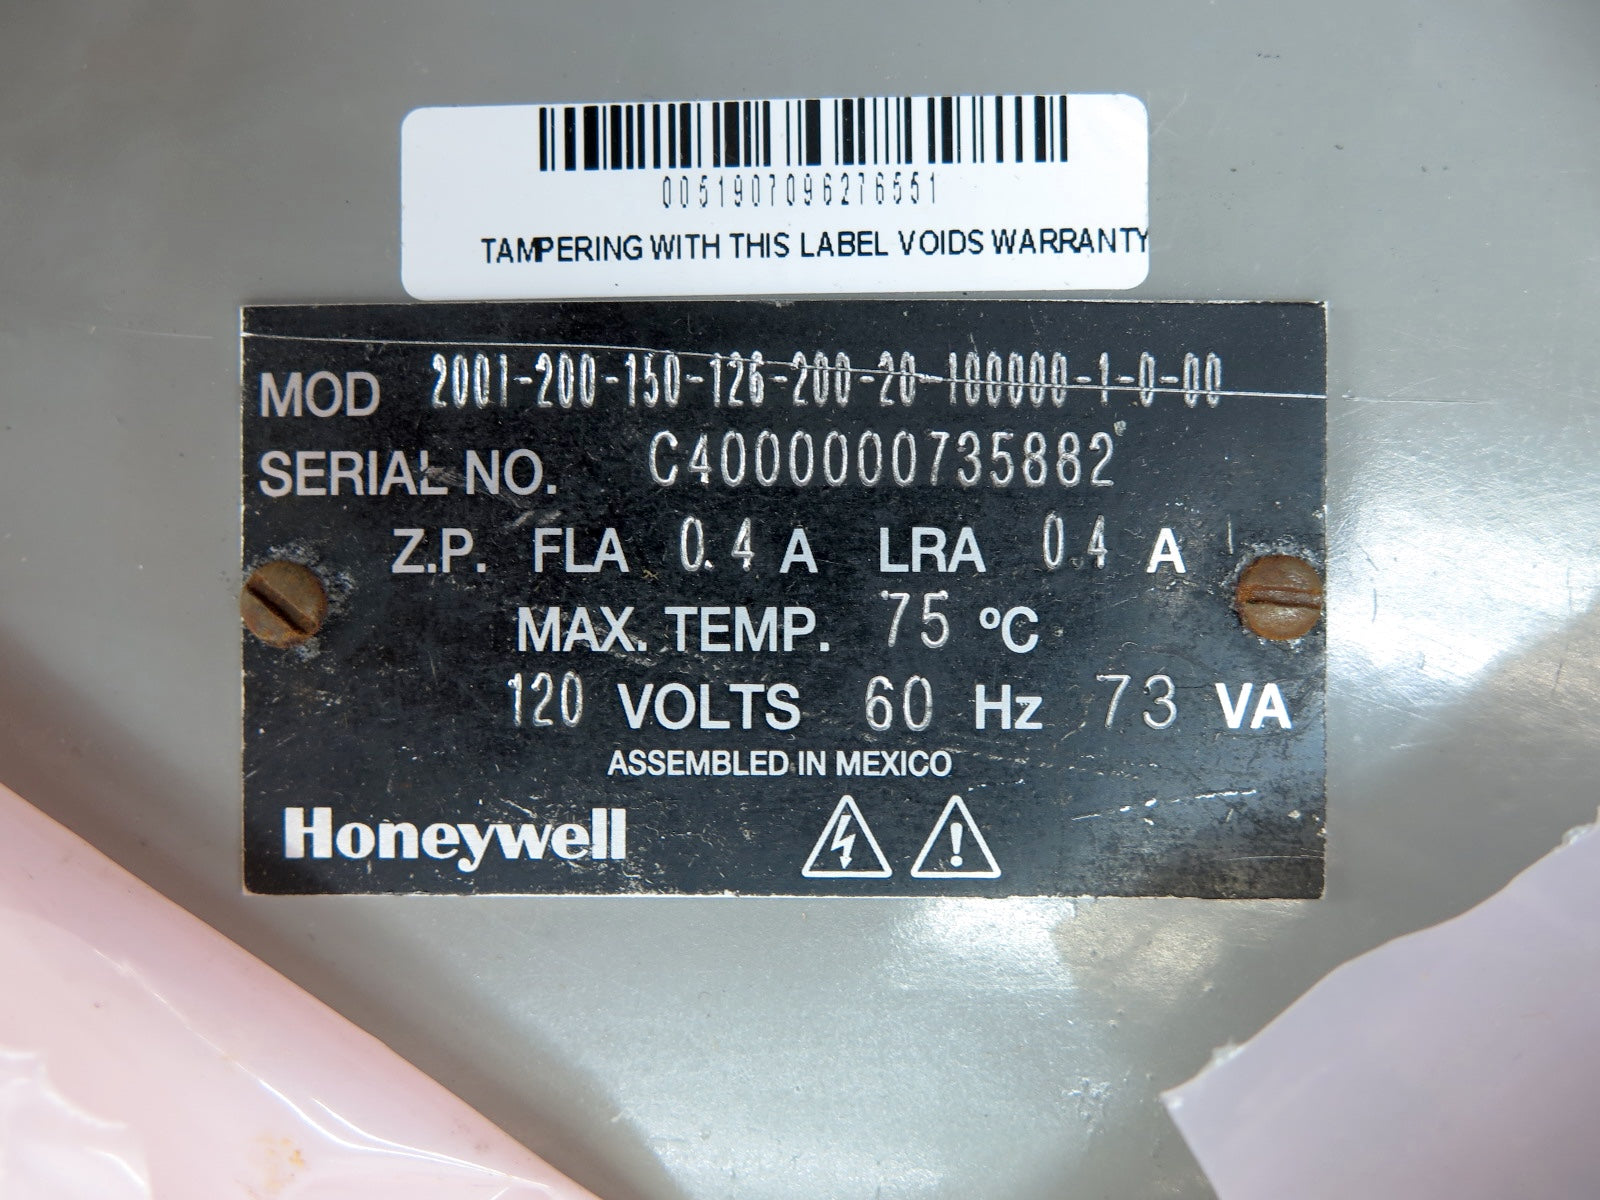 0051907096276551
TAMPERING WITH THIS LABEL VOIDS WARRANTY
MOD 2001-200-150-126-200-20-100000-1-0-00
SERIAL NO. C4000000735882
Z.P. FLA 0.4 A LRA 0.4 A
MAX. TEMP. 75 °C
120 VOLTS 60 Hz 73 VA
ASSEMBLED IN MEXICO
Honeywell